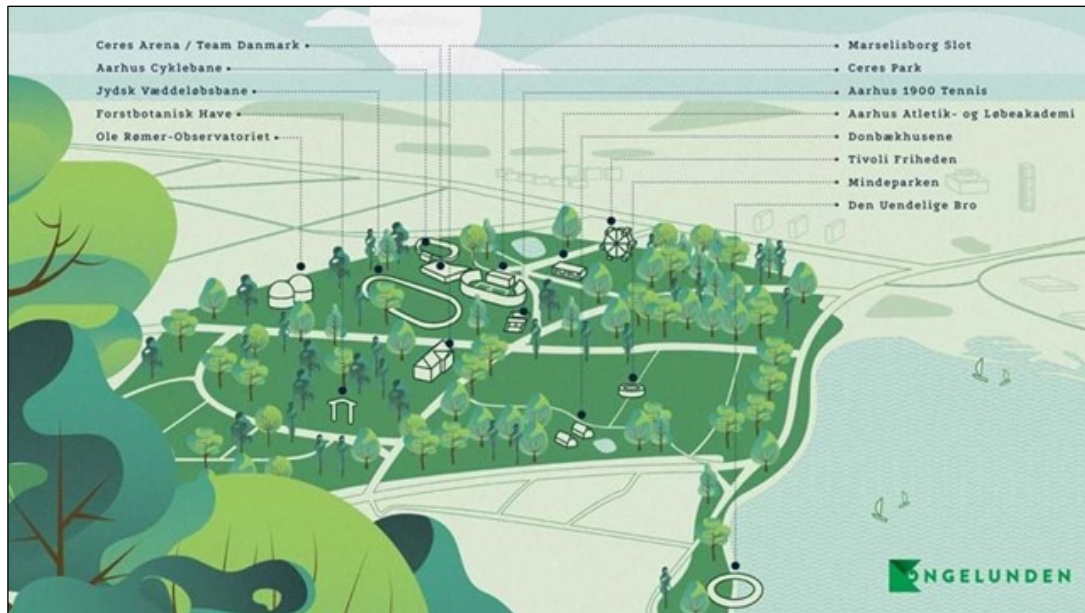 Ceres Arena / Team Danmark
Aarhus Cyklebane
Jydsk Væddeløbsbane
Forstbotanisk Have
Ole Rømer-Observatoriet
Marselisborg Slot
Ceres Park
Aarhus 1900 Tennis
Aarhus Atletik- og Løbeakademi
Donbækhusene
Tivoli Friheden
Mindeparken
Den Uendelige Bro
KONGELUNDEN